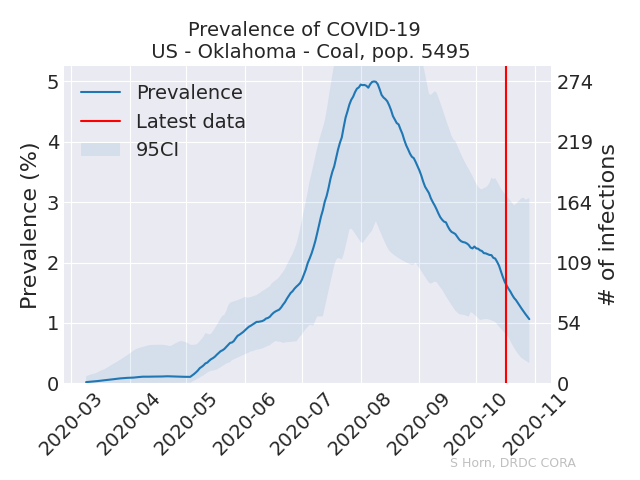 Prevalence of COVID-19
US - Oklahoma - Coal, pop. 5495
Prevalence
Latest data
95CI
Prevalence (%)
5
4
3
2
1
0
274
219
164
109
54
0
# of infections
2020-03
2020-04
2020-05
2020-06
2020-07
2020-08
2020-09
2020-10
2020-11
S Horn, DRDC CORA